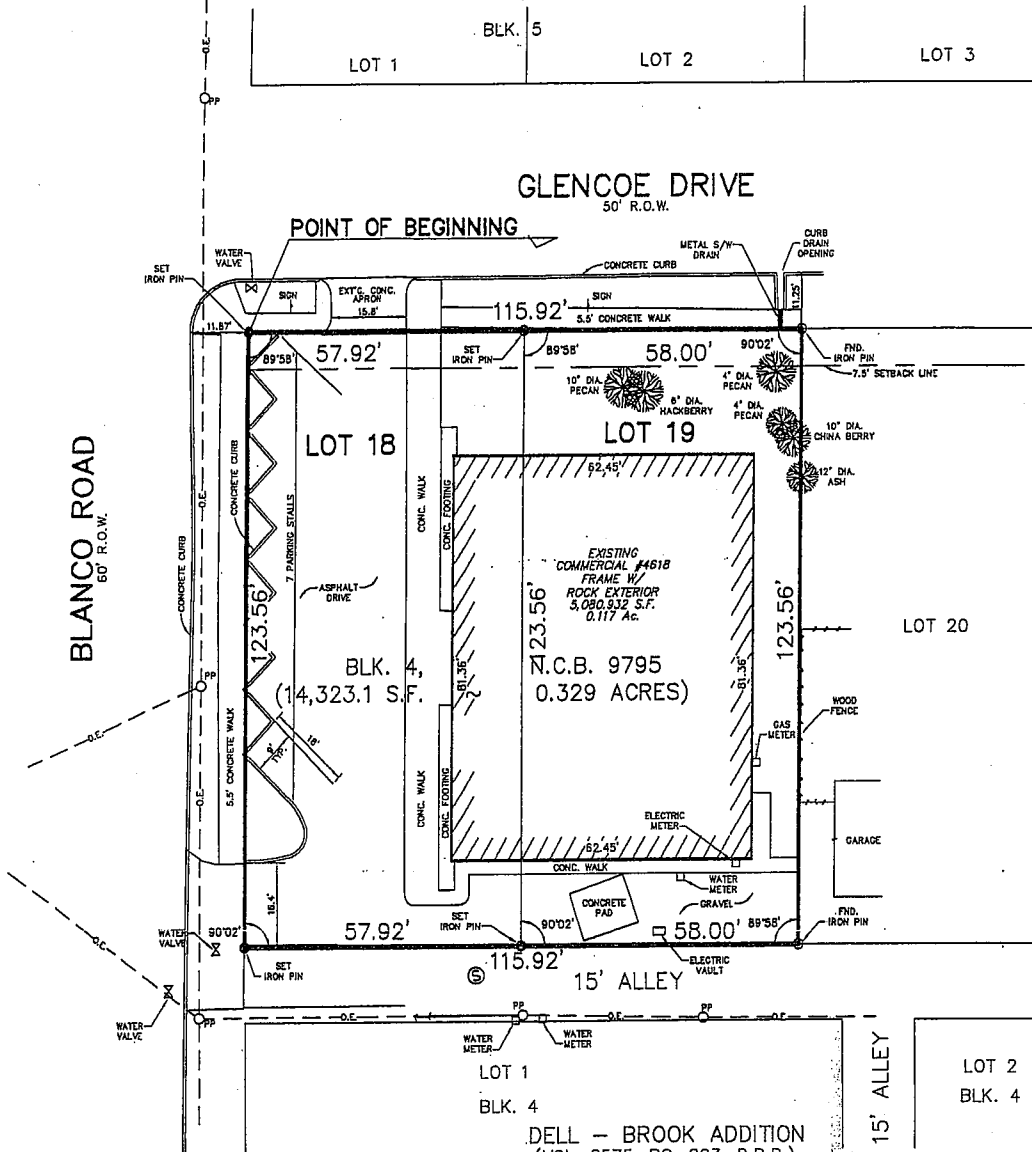 BLK. 5
LOT 1
LOT 2
LOT 3
O.E.
PP
GLENCOE DRIVE
50' R.O.W.
POINT OF BEGINNING
SET
IRON PIN
WATER
VALVE
METAL S/W
DRAIN
CURB
DRAIN
OPENING
CONCRETE CURB
SIGN
EXT'G. CONC.
APRON
15.8'
115.92'
SIGN
5.5' CONCRETE WALK
11.25'
11.87'
89°58'
57.92'
SET
IRON PIN
89°58'
58.00'
90°02'
FND.
IRON PIN
7.5' SETBACK LINE
10" DIA.
PECAN
6" DIA.
HACKBERRY
4" DIA.
PECAN
4" DIA.
PECAN
10" DIA.
CHINA BERRY
12" DIA.
ASH
LOT 18
LOT 19
62.45'
BLANCO ROAD
60' R.O.W.
CONCRETE CURB
O.E.
CONCRETE CURB
7 PARKING STALLS
ASPHALT
DRIVE
CONC. WALK
CONC. FOOTING
EXISTING
COMMERCIAL #4618
FRAME W/
ROCK EXTERIOR
5,080.932 S.F.
0.117 Ac.
123.56'
123.56'
123.56'
LOT 20
BLK. 4,
N.C.B. 9795
(14,323.1 S.F.
0.329 ACRES)
81.36'
81.36'
PP
O.E.
WOOD
FENCE
GAS
METER
18'
9'
TYP.
5.5' CONCRETE WALK
O.E.
CONC. WALK
CONC. FOOTING
ELECTRIC
METER
GARAGE
62.45'
CONC. WALK
WATER
METER
GRAVEL
CONCRETE
PAD
16.4'
O.E.
WATER
VALVE
90°02'
57.92'
SET
IRON PIN
90°02'
58.00'
89°58'
FND.
IRON PIN
SET
IRON PIN
S
115.92'
15' ALLEY
ELECTRIC
VAULT
WATER
VALVE
PP
O.E.
PP
O.E.
PP
O.E.
WATER
METER
WATER
METER
LOT 1
BLK. 4
15' ALLEY
LOT 2
BLK. 4
DELL - BROOK ADDITION